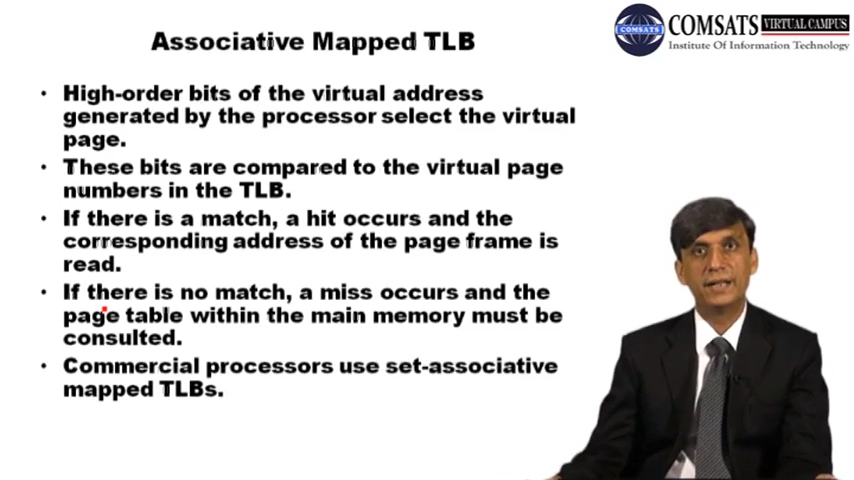 COMSATS VIRTUAL CAMPUS
Institute Of Information Technology
COMSATS
Associative Mapped TLB
• High-order bits of the virtual address
generated by the processor select the virtual
page.
• These bits are compared to the virtual page
numbers in the TLB.
• If there is a match, a hit occurs and the
corresponding address of the page frame is
read.
• If there is no match, a miss occurs and the
page table within the main memory must be
consulted.
• Commercial processors use set-associative
mapped TLBs.